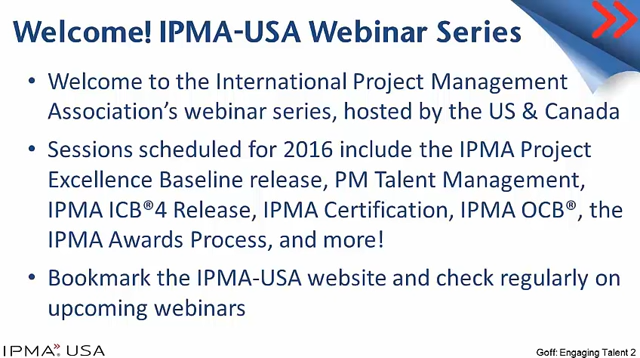 Welcome! IPMA-USA Webinar Series
• Welcome to the International Project Management
Association's webinar series, hosted by the US & Canada
• Sessions scheduled for 2016 include the IPMA Project
Excellence Baseline release, PM Talent Management,
IPMA ICB®4 Release, IPMA Certification, IPMA OCB®, the
IPMA Awards Process, and more!
• Bookmark the IPMA-USA website and check regularly on
upcoming webinars
IPMA USA
Goff: Engaging Talent 2